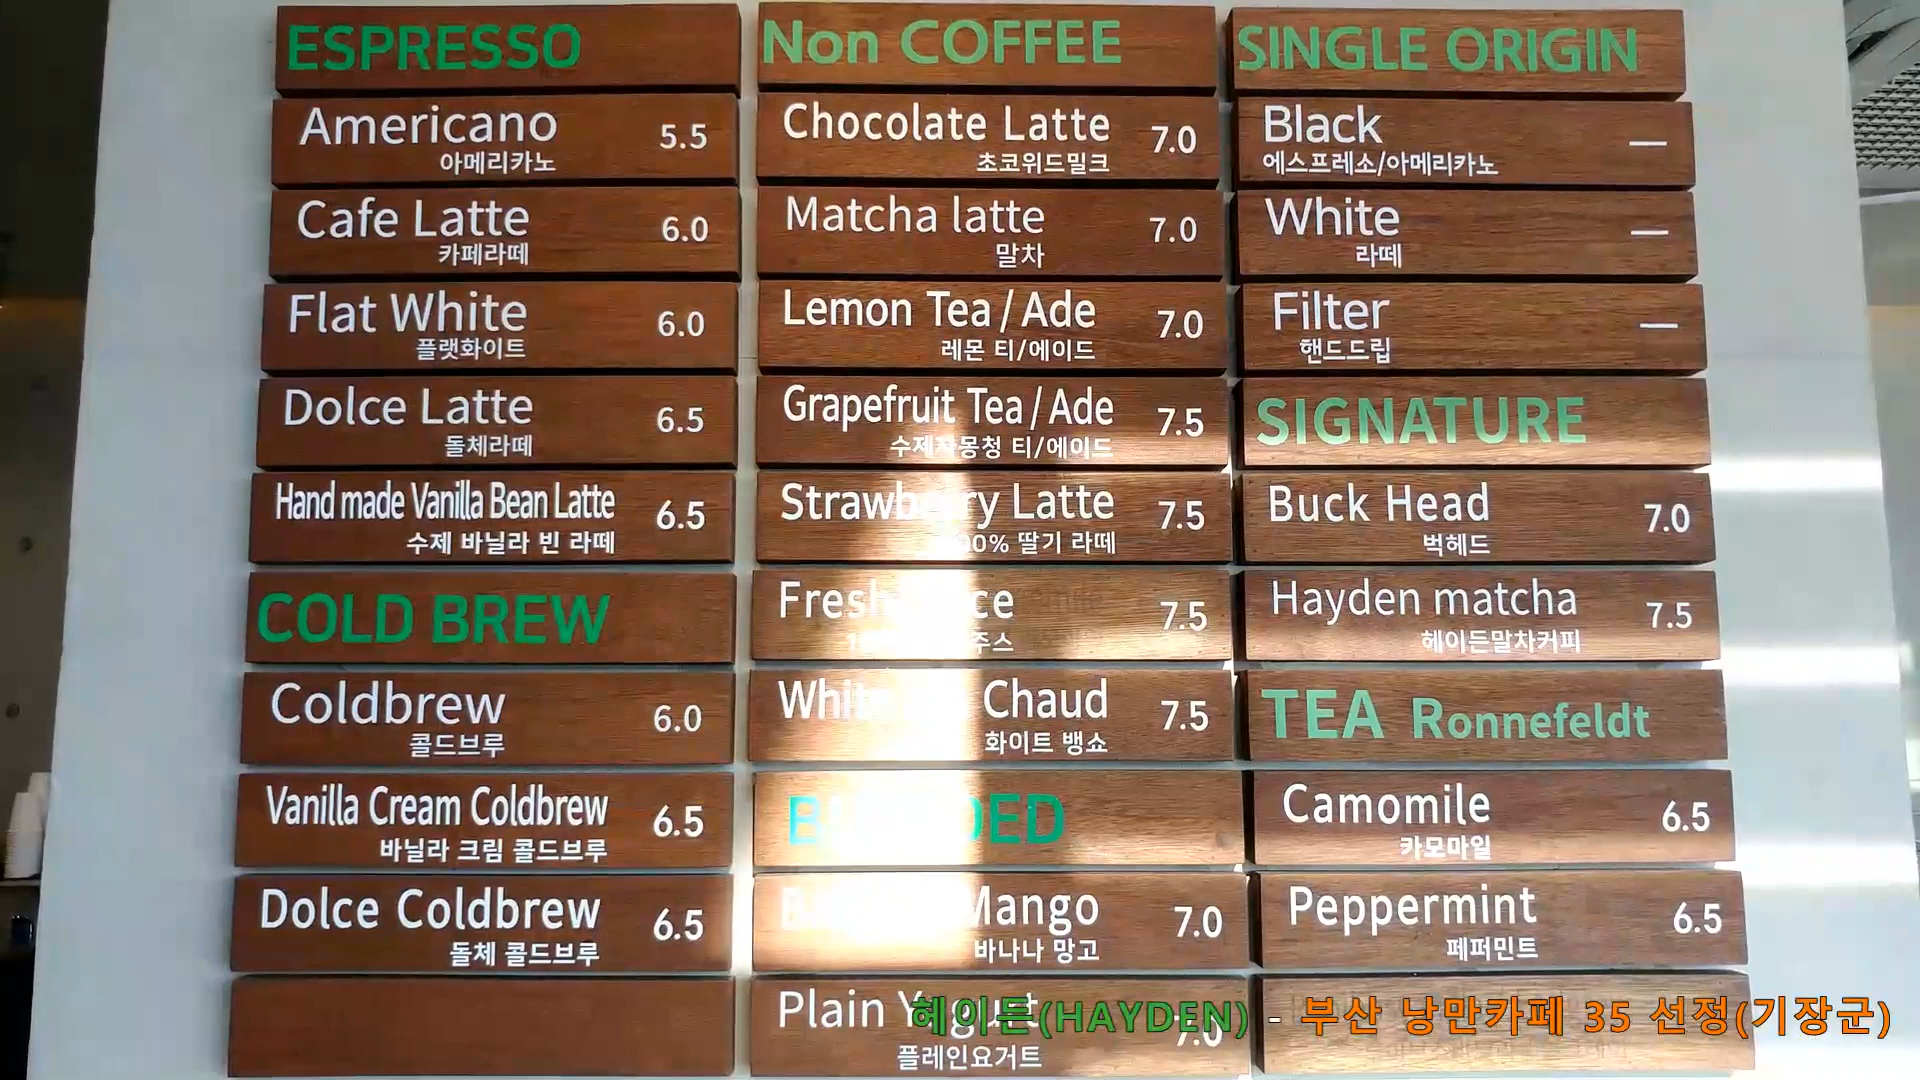 ESPRESSO
Americano 5.5
아메리카노
Cafe Latte 6.0
카페라떼
Flat White 6.0
플랫화이트
Dolce Latte 6.5
돌체라떼
Hand made Vanilla Bean Latte 6.5
수제 바닐라 빈 라떼
COLD BREW
Coldbrew 6.0
콜드브루
Vanilla Cream Coldbrew 6.5
바닐라 크림 콜드브루
Dolce Coldbrew 6.5
돌체 콜드브루
Non COFFEE
Chocolate Latte 7.0
초코위드밀크
Matcha latte 7.0
말차
Lemon Tea / Ade 7.0
레몬 티/에이드
Grapefruit Tea / Ade 7.5
수제자몽청 티/에이드
Strawberry Latte 7.5
딸기 라떼
Fresh 7.5
주스
White Chaud 7.5
화이트 뱅쇼
Mango 7.0
바나나 망고
Plain Yogurt 7.0
플레인요거트
SINGLE ORIGIN
Black —
에스프레소/아메리카노
White —
라떼
Filter —
핸드드립
SIGNATURE
Buck Head 7.0
벅헤드
Hayden matcha 7.5
헤이든말차커피
TEA Ronnefeldt
Camomile 6.5
카모마일
Peppermint 6.5
페퍼민트
헤이든(HAYDEN) - 부산 낭만카페 35 선정(기장군)